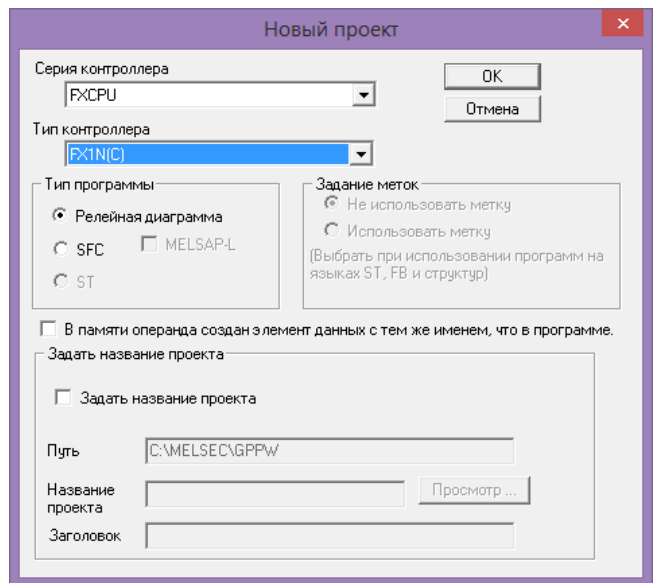 Новый проект
Серия контроллера
FXCPU
OK
Отмена
Тип контроллера
FX1N(C)
Тип программы
Релейная диаграмма
SFC
MELSAP-L
ST
Задание меток
Не использовать метку
Использовать метку
(Выбрать при использовании программ на
языках ST, FB и структур)
В памяти операнда создан элемент данных с тем же именем, что в программе.
Задать название проекта
Задать название проекта
Путь
C:\MELSEC\GPPW
Название
проекта
Просмотр ...
Заголовок